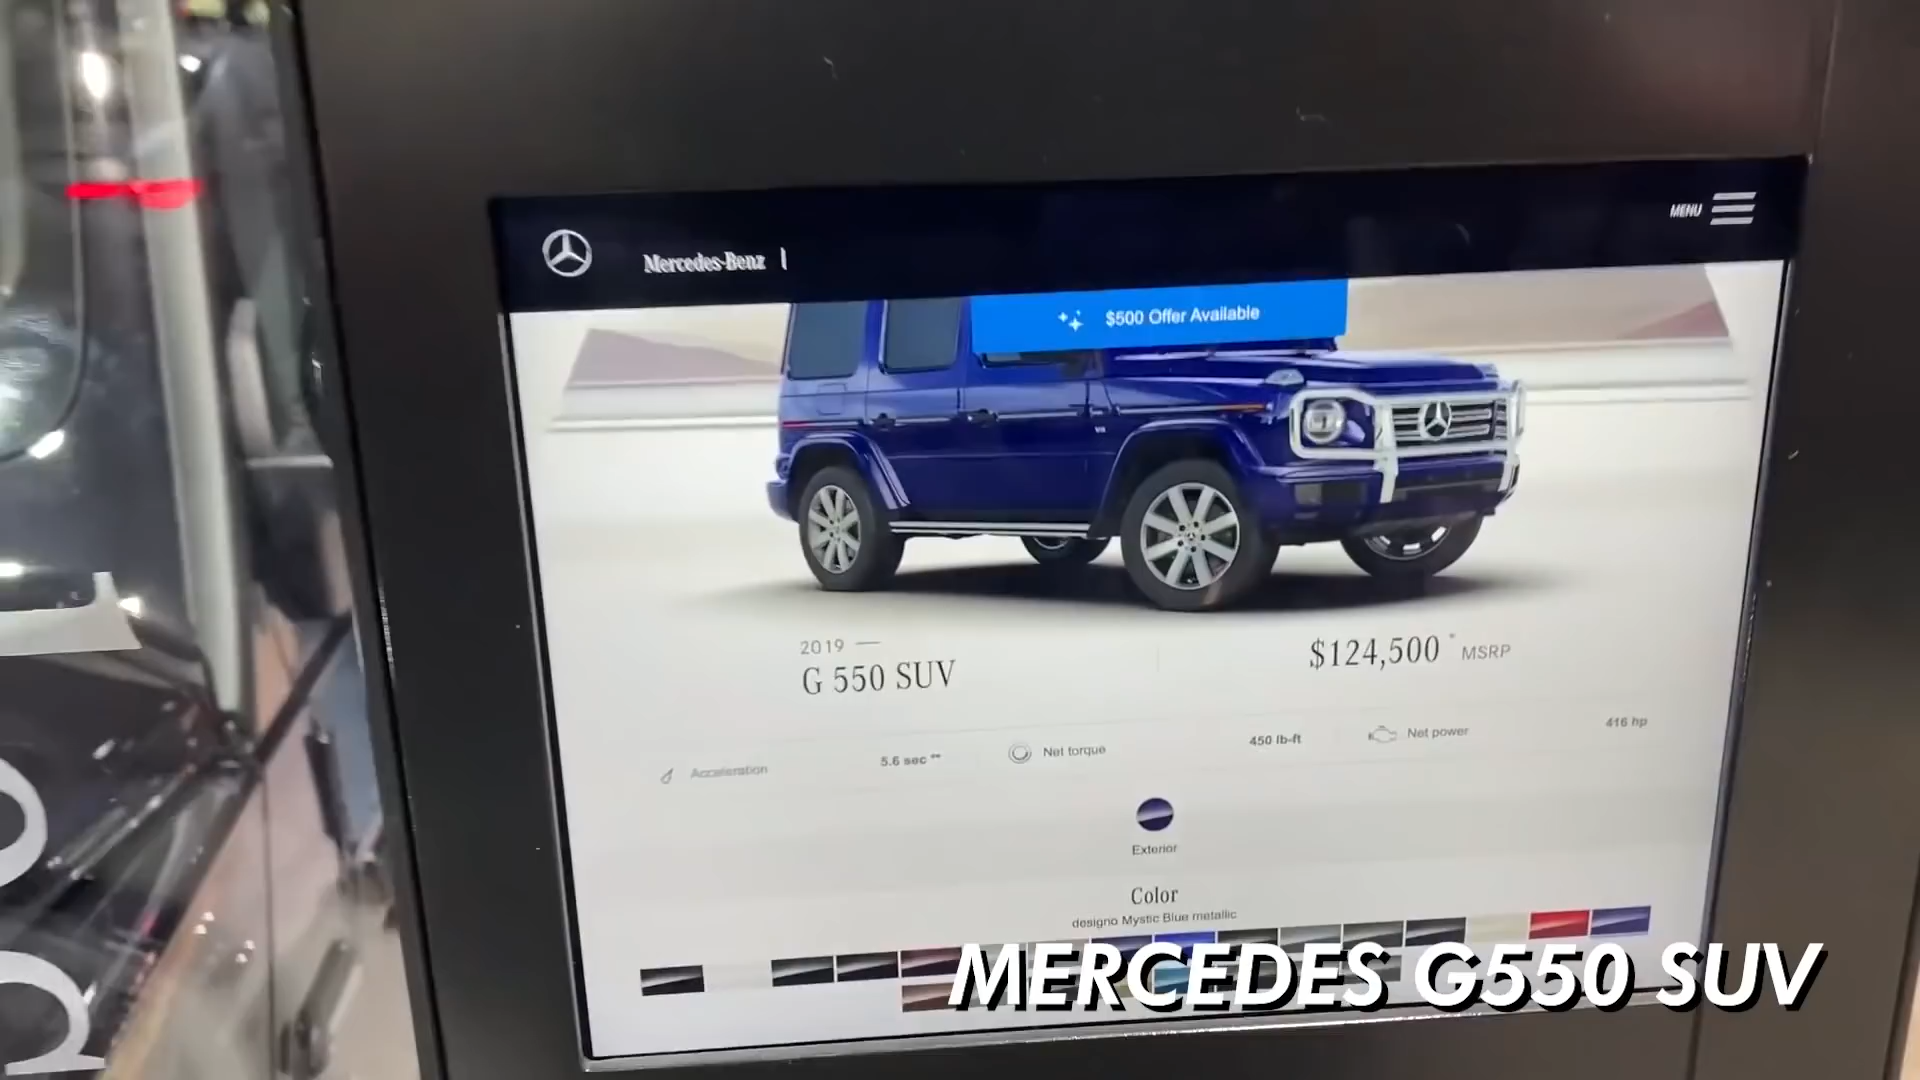 MENU
Mercedes-Benz
$500 Offer Available
2019
G 550 SUV
$124,500* MSRP
Acceleration 5.6 sec **
Net torque 450 lb-ft
Net power 416 hp
Exterior
Color
designo Mystic Blue metallic
MERCEDES G550 SUV